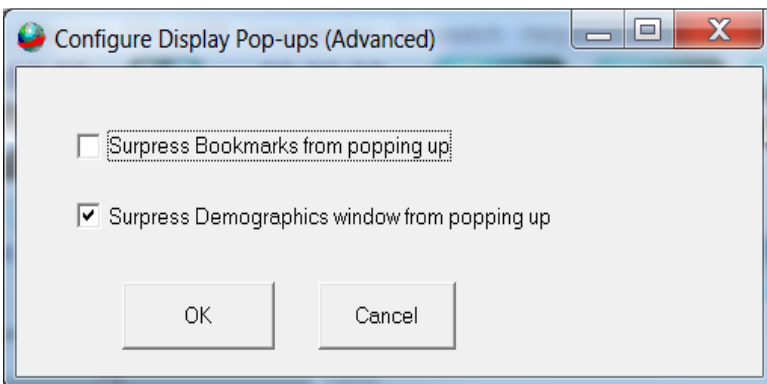 Configure Display Pop-ups (Advanced)
Surpress Bookmarks from popping up
Surpress Demographics window from popping up
OK Cancel